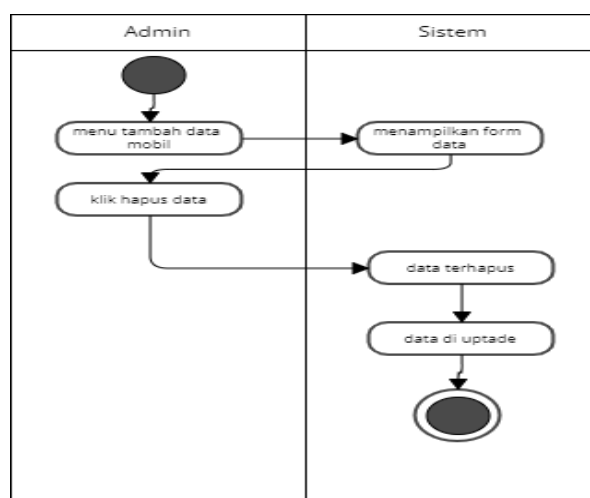 Admin
Sistem
menu tambah data
mobil
menampilkan form
data
klik hapus data
data terhapus
data di uptade